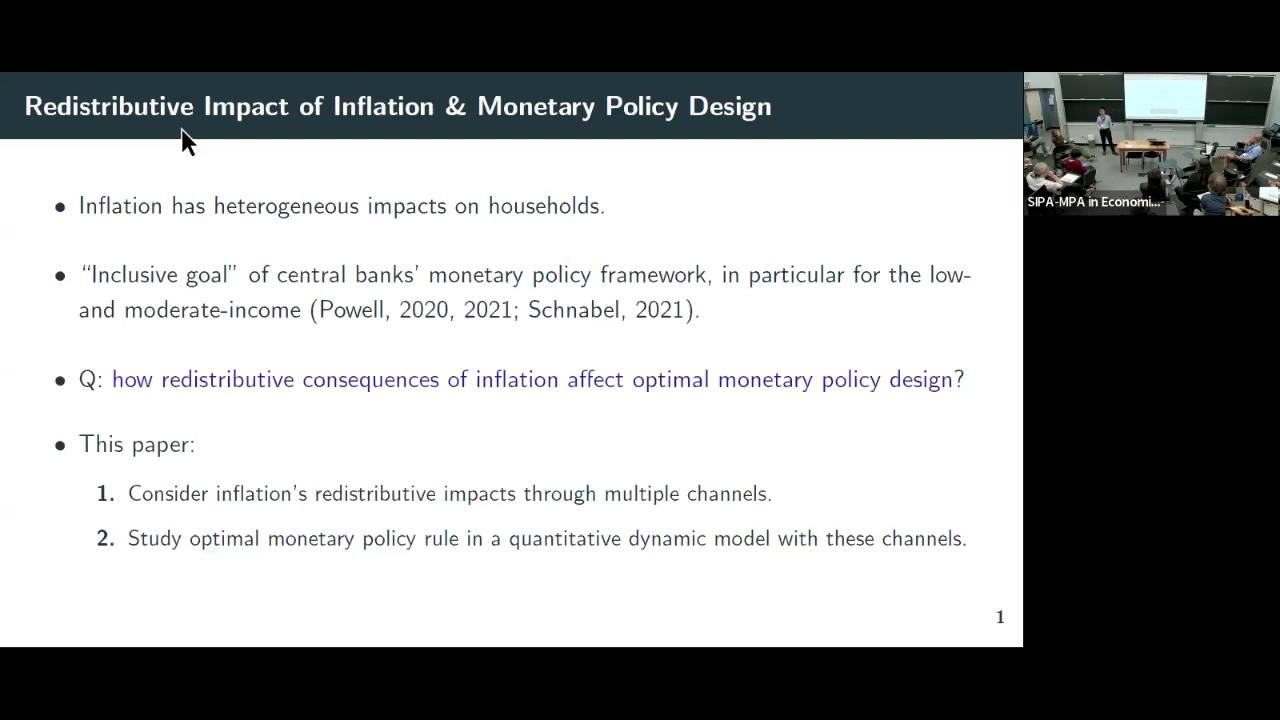 Redistributive Impact of Inflation & Monetary Policy Design
• Inflation has heterogeneous impacts on households.
• “Inclusive goal” of central banks’ monetary policy framework, in particular for the low-
and moderate-income (Powell, 2020, 2021; Schnabel, 2021).
• Q: how redistributive consequences of inflation affect optimal monetary policy design?
• This paper:
1. Consider inflation’s redistributive impacts through multiple channels.
2. Study optimal monetary policy rule in a quantitative dynamic model with these channels.
1
SIPA-MPA in Economi...